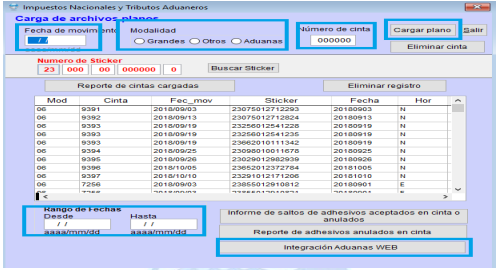 Impuestos Nacionales y Tributos Aduaneros
Carga de archivos planos
Fecha de movimiento
/ /
aaaa/mm/dd
Modalidad
Grandes Otros Aduanas
Número de cinta
000000
Cargar plano
Salir
Eliminar cinta
Numero de Sticker
23 000 00 000000 0
Buscar Sticker
Reporte de cintas cargadas
Eliminar registro
Mod Cinta Fec_mov Sticker Fecha Hor
06 9391 2018/09/03 23075012712293 20180903 N
06 9392 2018/09/13 23075012712824 20180913 N
06 9393 2018/09/19 23256012541228 20180919 N
06 9393 2018/09/19 23256012541235 20180919 N
06 9393 2018/09/19 23662010111342 20180919 N
06 9394 2018/09/25 23098010011678 20180925 N
06 9395 2018/09/26 23029012982939 20180926 N
06 9396 2018/10/05 23652012372784 20181005 N
06 9397 2018/10/10 23291012171206 20181010 N
06 7256 2018/09/03 23855012910812 20180901 E
Rango de Fechas
Desde Hasta
/ / / /
aaaa/mm/dd aaaa/mm/dd
Informe de saltos de adhesivos aceptados en cinta o
anulados
Reporte de adhesivos anulados en cinta
Integración Aduanas WEB